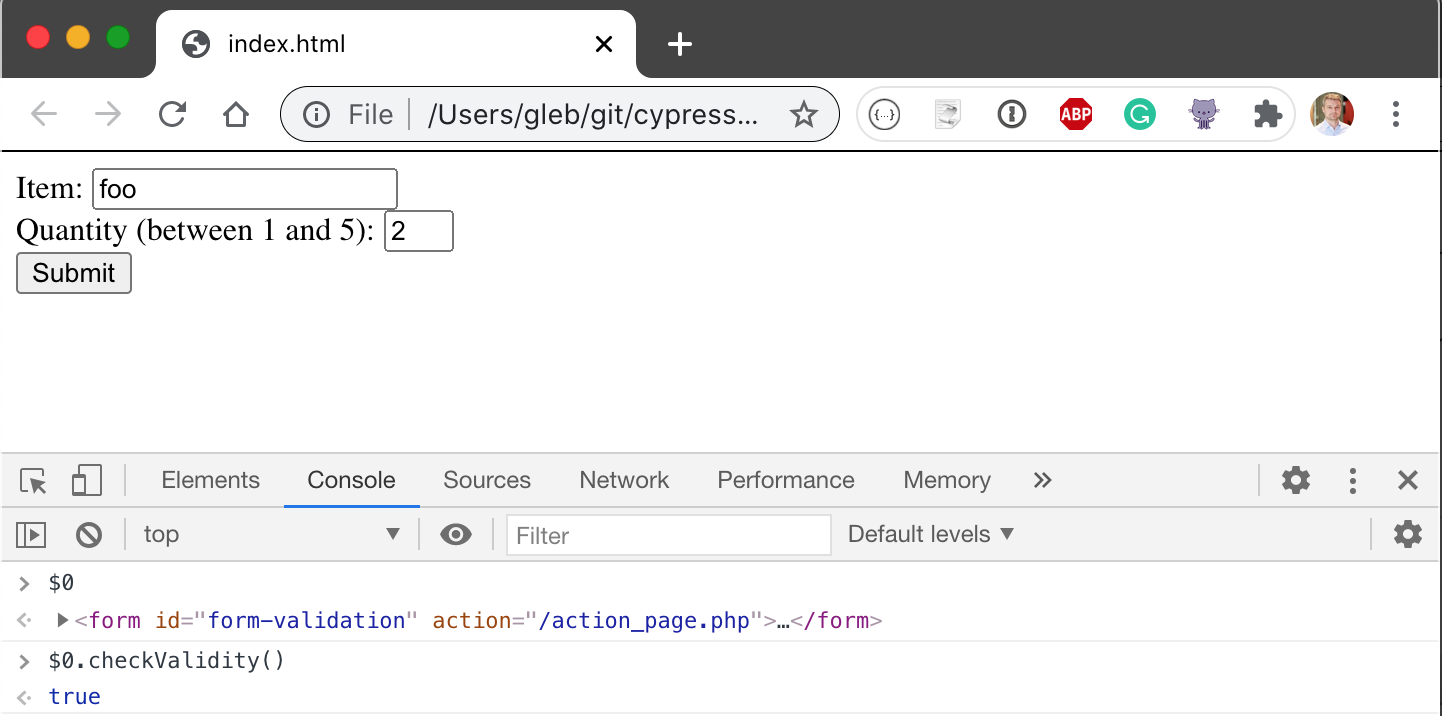 index.html
File /Users/gleb/git/cypress...
{...} ABP G
Item: foo
Quantity (between 1 and 5): 2
Submit
Elements Console Sources Network Performance Memory »
top Filter Default levels
> $0
<form id="form-validation" action="/action_page.php">…</form>
> $0.checkValidity()
true